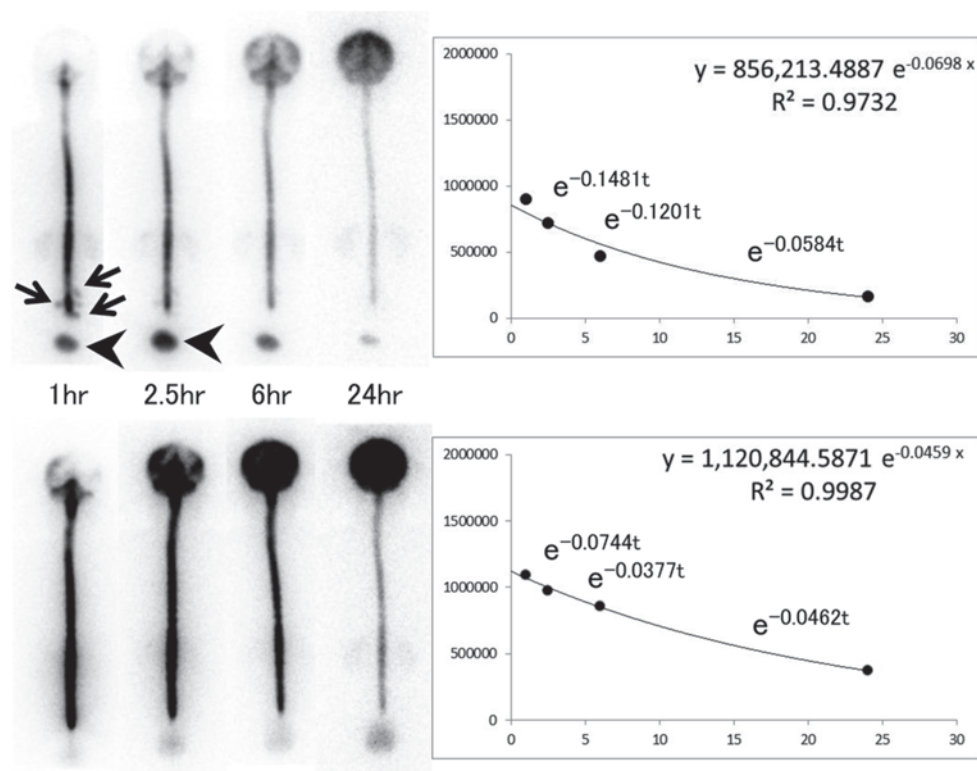 y = 856,213.4887 e^-0.0698 x
R² = 0.9732
2000000
1500000
1000000
500000
0
e^-0.1481t
e^-0.1201t
e^-0.0584t
0 5 10 15 20 25 30
1hr 2.5hr 6hr 24hr
y = 1,120,844.5871 e^-0.0459 x
R² = 0.9987
2000000
1500000
1000000
500000
0
e^-0.0744t
e^-0.0377t
e^-0.0462t
0 5 10 15 20 25 30